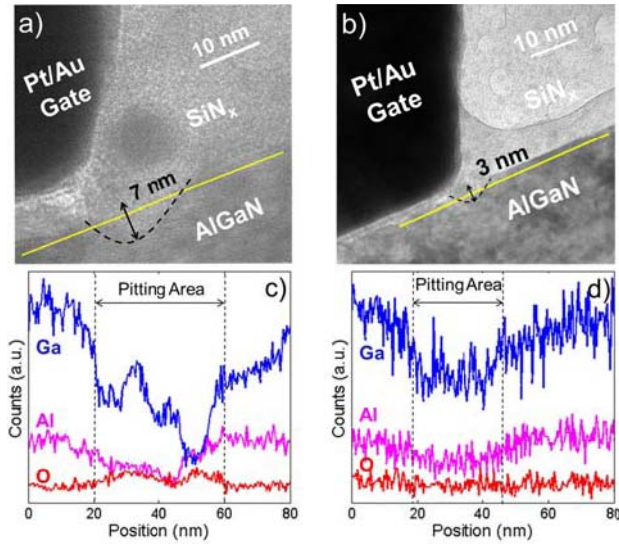 a)
10 nm
Pt/Au
Gate
SiNₓ
7 nm
AlGaN
b)
10 nm
Pt/Au
Gate
SiNₓ
3 nm
AlGaN
c)
Pitting Area
Ga
Al
O
Counts (a.u.)
0 20 40 60 80
Position (nm)
d)
Pitting Area
Ga
Al
O
Counts (a.u.)
0 20 40 60 80
Position (nm)